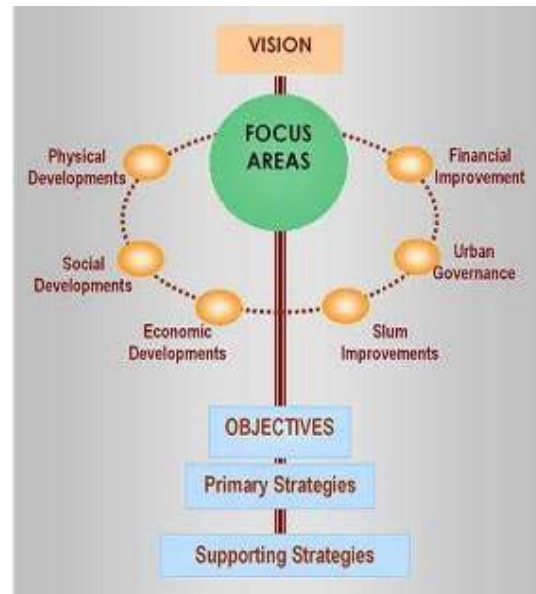 VISION
FOCUS
AREAS
Physical
Developments
Financial
Improvement
Social
Developments
Urban
Governance
Economic
Developments
Slum
Improvements
OBJECTIVES
Primary Strategies
Supporting Strategies